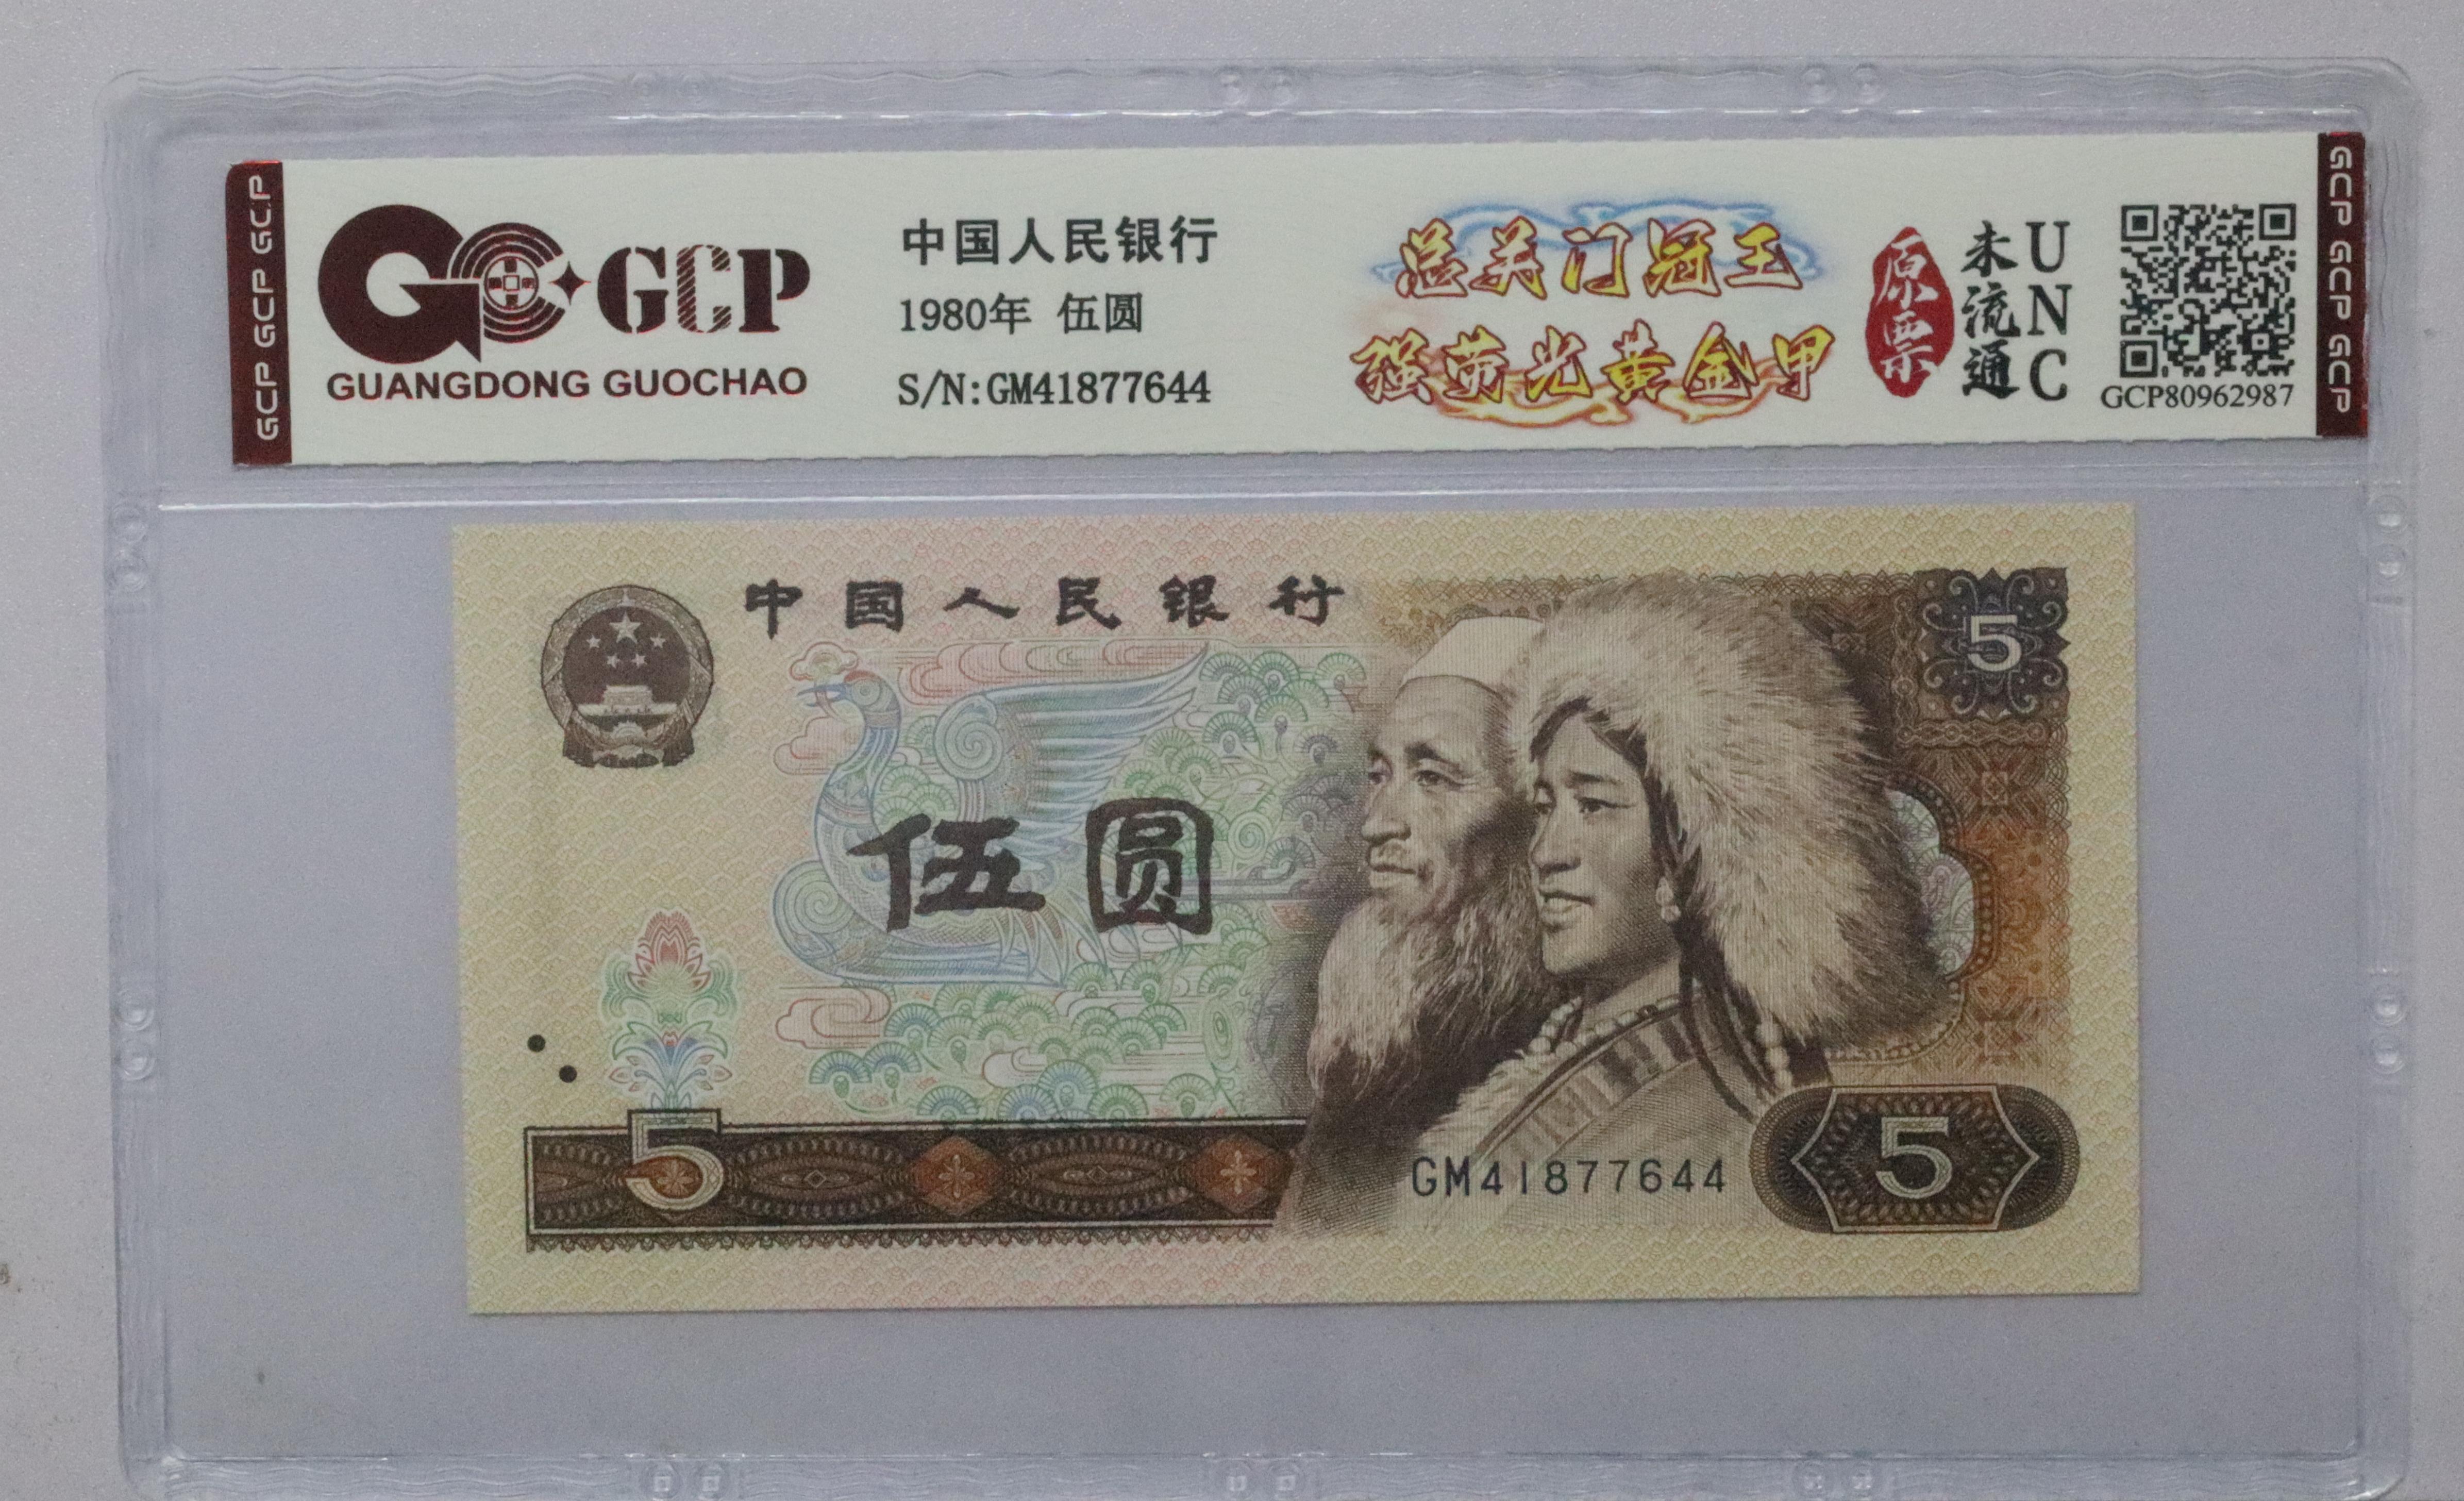 GCP GCP GCP
GCP
GUANGDONG GUOCHAO
中国人民银行
1980年 伍圆
S/N:GM41877644
总关门冠王
强荧光黄金甲
原票
未流通
UNC
GCP80962987
GCP GCP GCP
中国人民银行
5
伍圆
5
GM41877644
5